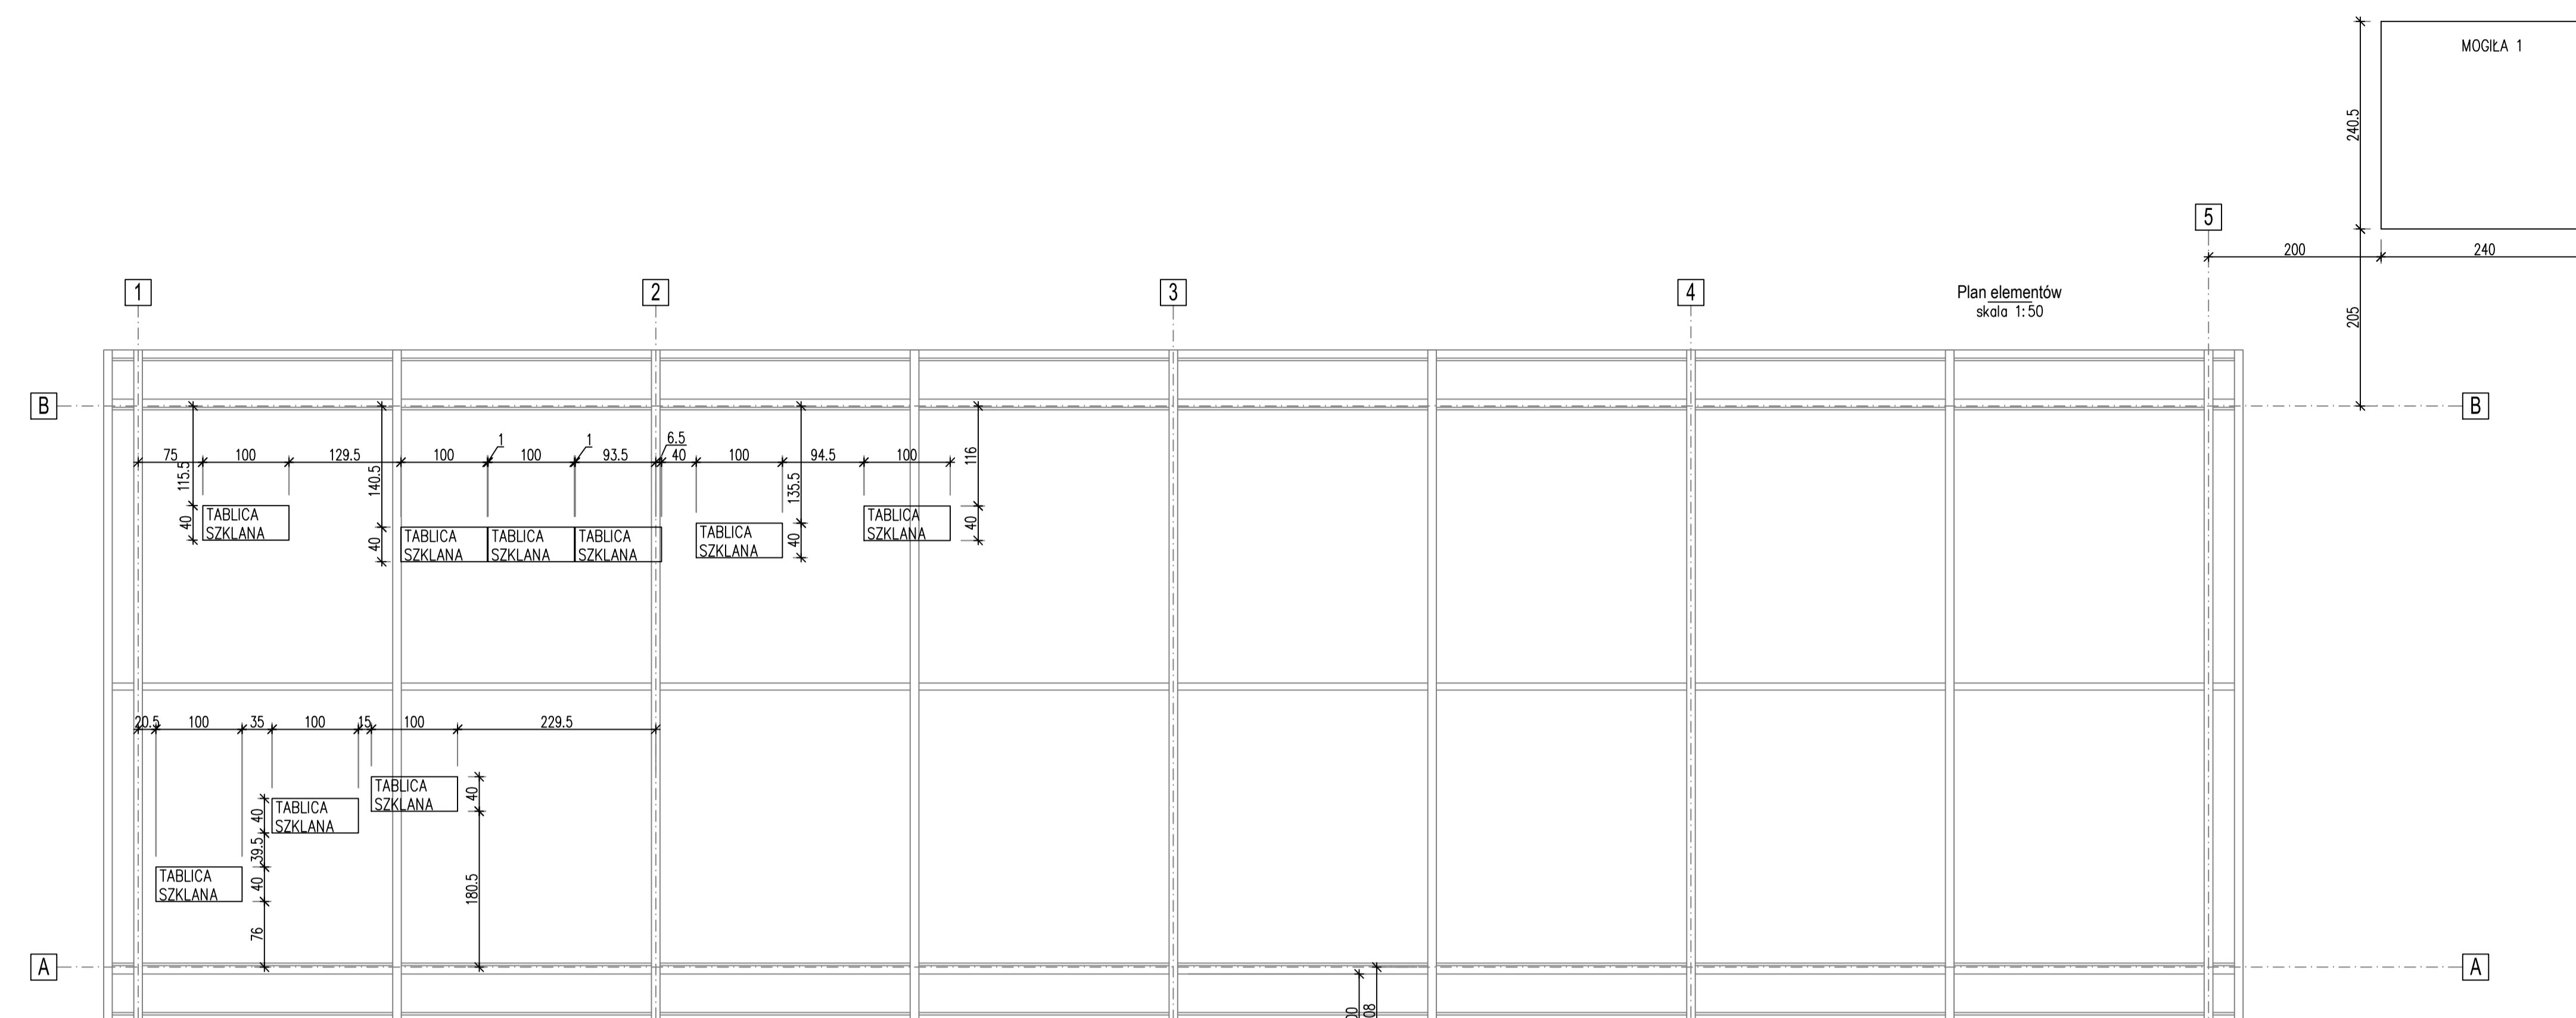 MOGIŁA 1
240.5
5
200
240
1
2
3
4
Plan elementów
skala 1:50
205
B
B
75
100
129.5
100
1
100
1
93.5
6.5
40
100
94.5
100
115.5
140.5
135.5
116
40
40
40
40
TABLICA
SZKLANA
TABLICA
SZKLANA
TABLICA
SZKLANA
TABLICA
SZKLANA
TABLICA
SZKLANA
TABLICA
SZKLANA
20.5
100
35
100
15
100
229.5
TABLICA
SZKLANA
40
TABLICA
SZKLANA
40
39.5
TABLICA
SZKLANA
40
180.5
76
A
A